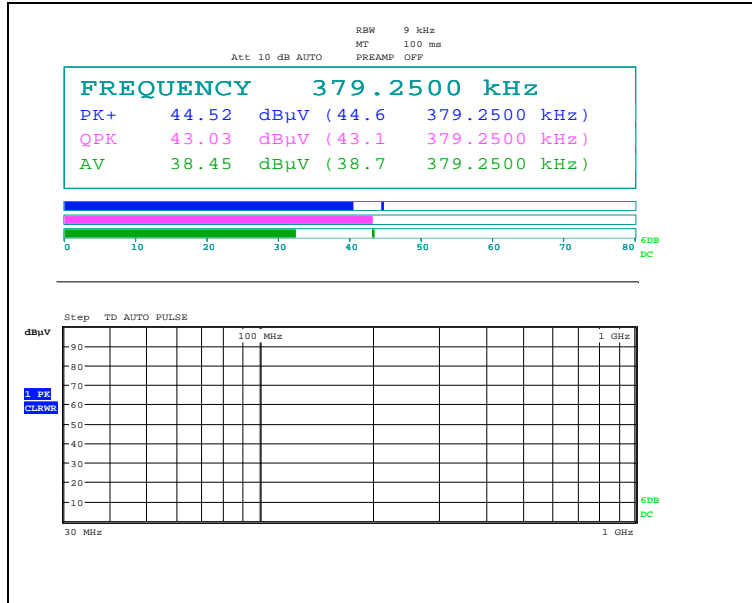 RBW 9 kHz
MT 100 ms
Att 10 dB AUTO PREAMP OFF
FREQUENCY 379.2500 kHz
PK+ 44.52 dBµV (44.6 379.2500 kHz)
QPK 43.03 dBµV (43.1 379.2500 kHz)
AV 38.45 dBµV (38.7 379.2500 kHz)
0 10 20 30 40 50 60 70 80
6DB
DC
Step TD AUTO PULSE
dBµV
100 MHz 1 GHz
90
80
70
1 PK
CLRWR
60
50
40
30
20
10
6DB
DC
30 MHz 1 GHz